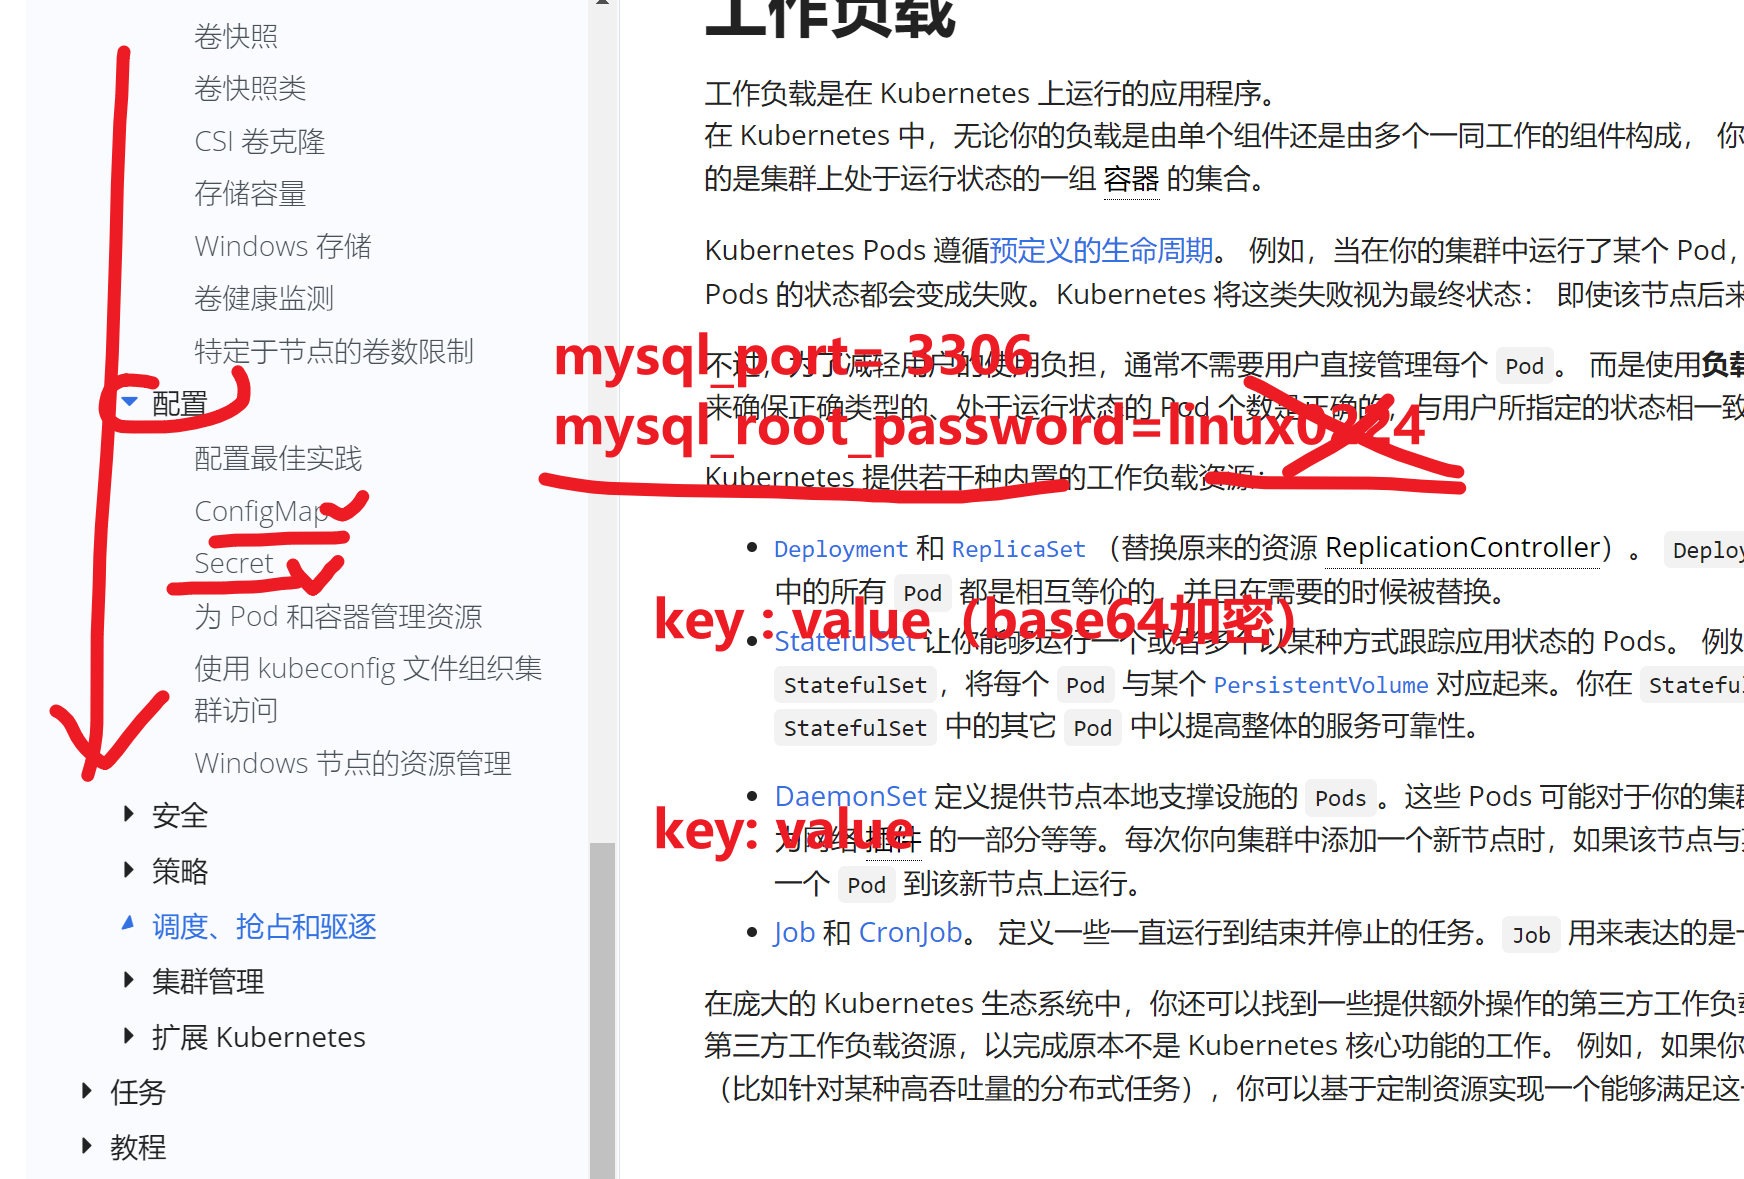 卷快照
卷快照类
CSI 卷克隆
存储容量
Windows 存储
卷健康监测
特定于节点的卷数限制
配置
配置最佳实践
ConfigMap
Secret
为 Pod 和容器管理资源
使用 kubeconfig 文件组织集
群访问
Windows 节点的资源管理
安全
策略
调度、抢占和驱逐
集群管理
扩展 Kubernetes
任务
教程
工作负载
工作负载是在 Kubernetes 上运行的应用程序。
在 Kubernetes 中，无论你的负载是由单个组件还是由多个一同工作的组件构成， 你
的是集群上处于运行状态的一组 容器 的集合。
Kubernetes Pods 遵循预定义的生命周期。 例如，当在你的集群中运行了某个 Pod，
Pods 的状态都会变成失败。Kubernetes 将这类失败视为最终状态： 即使该节点后来
mysql_port= 3306
不过，为了减轻用户的使用负担，通常不需要用户直接管理每个 Pod 。 而是使用负载
来确保正确类型的、处于运行状态的 Pod 个数是正确的，与用户所指定的状态相一致
mysql_root_password=linux0224
Kubernetes 提供若干种内置的工作负载资源：
Deployment 和 ReplicaSet （替换原来的资源 ReplicationController）。 Deploy
中的所有 Pod 都是相互等价的，并且在需要的时候被替换。
key : value（base64加密）
StatefulSet 让你能够运行一个或者多个以某种方式跟踪应用状态的 Pods。 例如
StatefulSet ，将每个 Pod 与某个 PersistentVolume 对应起来。你在 Stateful
StatefulSet 中的其它 Pod 中以提高整体的服务可靠性。
DaemonSet 定义提供节点本地支撑设施的 Pods 。这些 Pods 可能对于你的集群
key: value
为网络 插件 的一部分等等。每次你向集群中添加一个新节点时，如果该节点与某
一个 Pod 到该新节点上运行。
Job 和 CronJob。 定义一些一直运行到结束并停止的任务。 Job 用来表达的是一
在庞大的 Kubernetes 生态系统中，你还可以找到一些提供额外操作的第三方工作负载
第三方工作负载资源，以完成原本不是 Kubernetes 核心功能的工作。 例如，如果你
（比如针对某种高吞吐量的分布式任务），你可以基于定制资源实现一个能够满足这